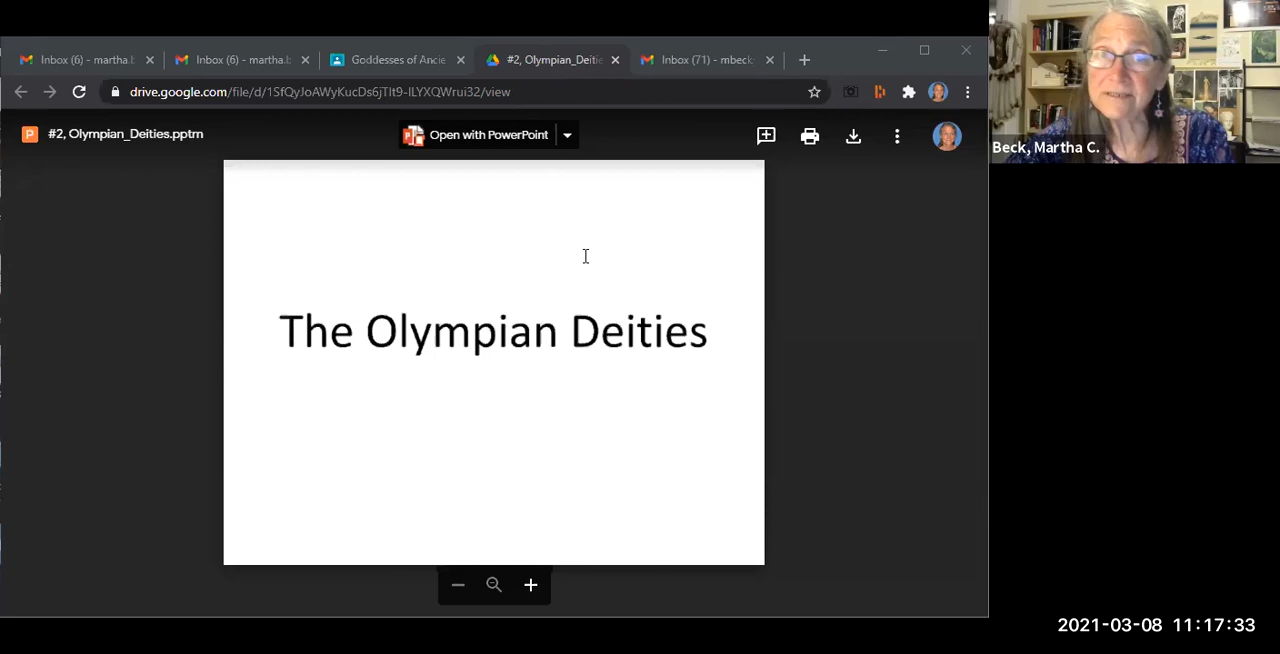 Inbox (6) - martha.b
Inbox (6) - martha.b
Goddesses of Ancie
#2, Olympian_Deitie
Inbox (71) - mbeck
drive.google.com/file/d/1SfQyJoAWyKucDs6jTlt9-ILYXQWrui32/view
#2, Olympian_Deities.pptm
Open with PowerPoint
The Olympian Deities
Beck, Martha C.
2021-03-08 11:17:33